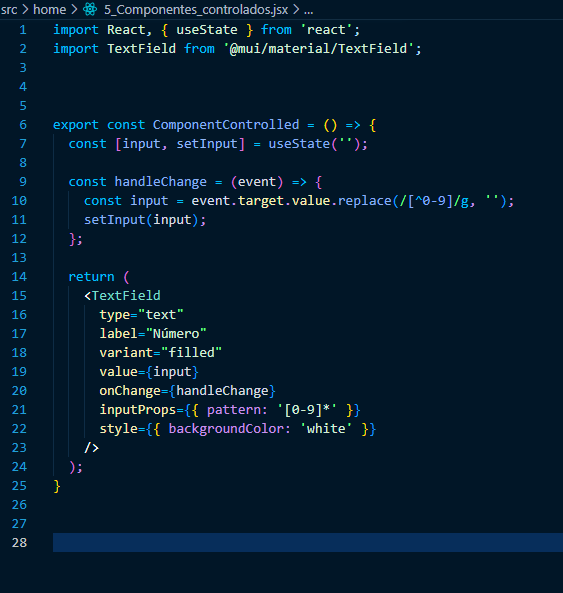 src > home > 5_Componentes_controlados.jsx > ...
1 import React, { useState } from 'react';
2 import TextField from '@mui/material/TextField';
3
4
5
6 export const ComponentControlled = () => {
7   const [input, setInput] = useState('');
8
9   const handleChange = (event) => {
10     const input = event.target.value.replace(/[^0-9]/g, '');
11     setInput(input);
12   };
13
14   return (
15     <TextField
16       type="text"
17       label="Número"
18       variant="filled"
19       value={input}
20       onChange={handleChange}
21       inputProps={{ pattern: '[0-9]*' }}
22       style={{ backgroundColor: 'white' }}
23     />
24   );
25 }
26
27
28